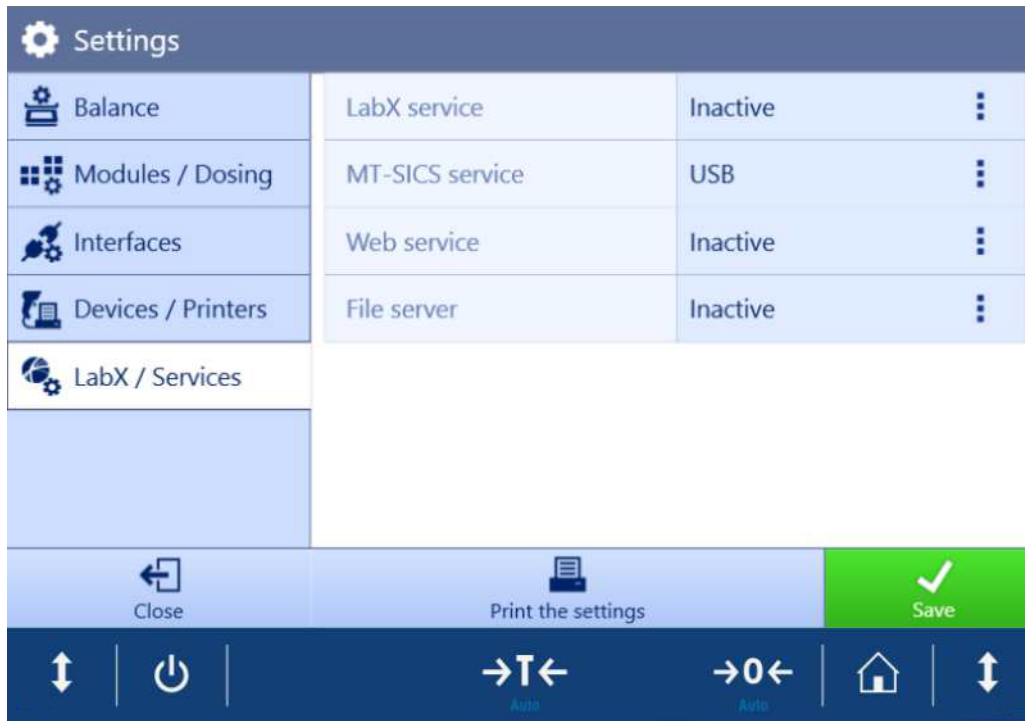 Settings
Balance
LabX service Inactive
Modules / Dosing
MT-SICS service USB
Interfaces
Web service Inactive
Devices / Printers
File server Inactive
LabX / Services
Close
Print the settings
Save
→T← →0←
Auto Auto